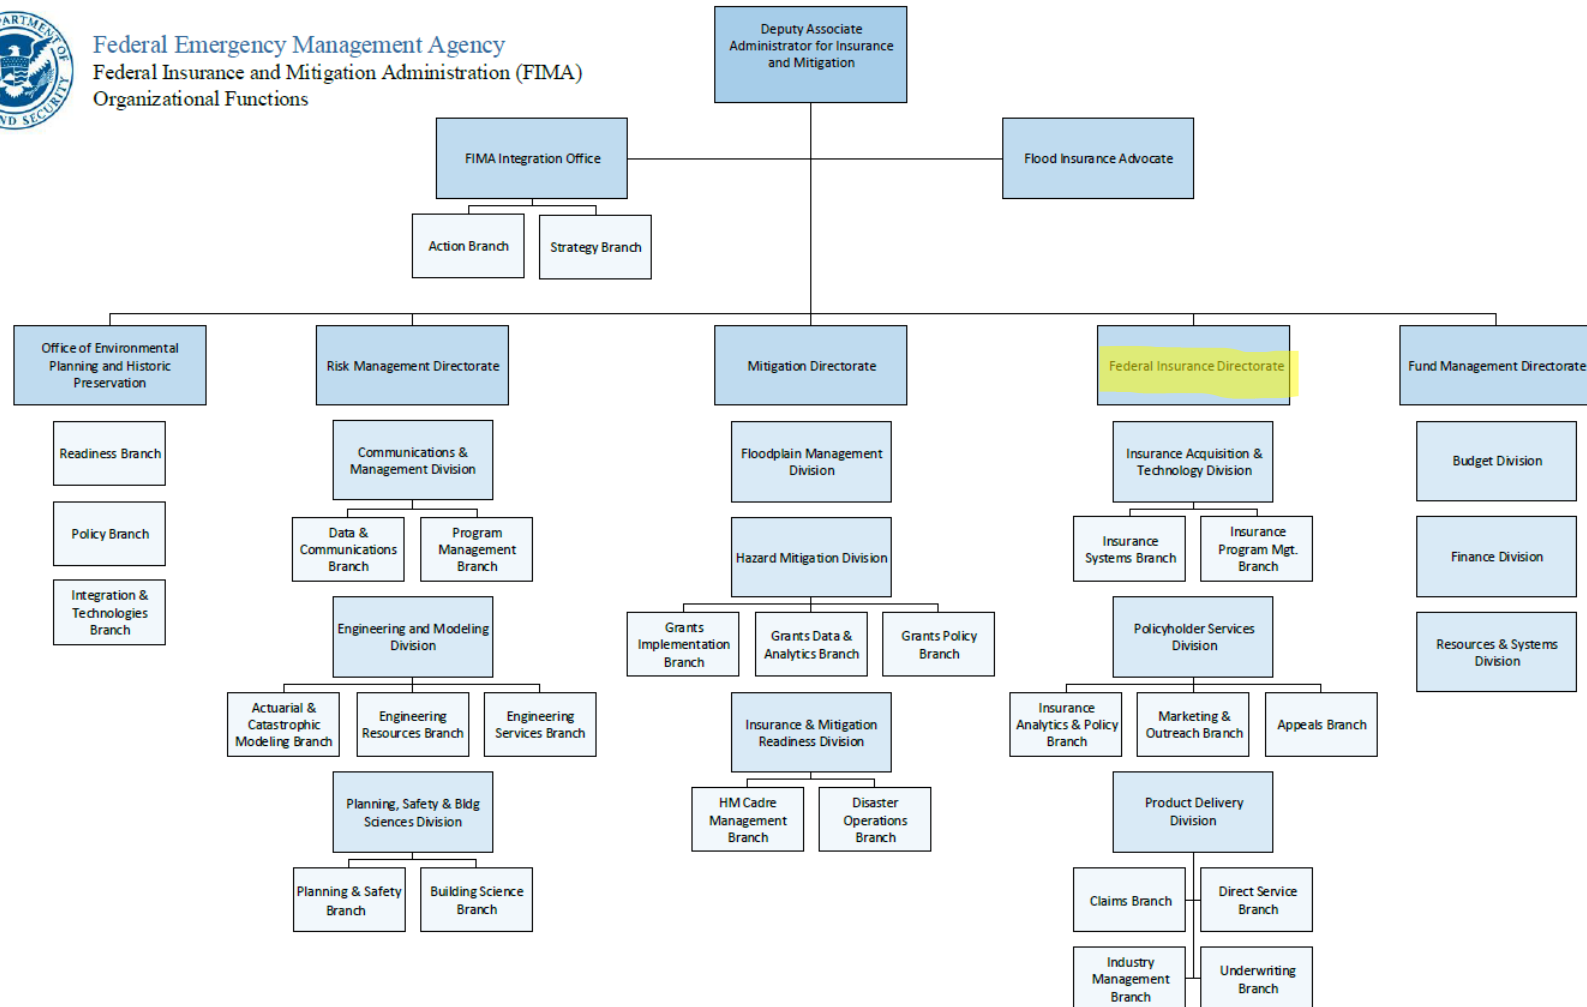 PARTMENT OF
ND SECURITY
Federal Emergency Management Agency
Federal Insurance and Mitigation Administration (FIMA)
Organizational Functions
Deputy Associate
Administrator for Insurance
and Mitigation
FIMA Integration Office
Flood Insurance Advocate
Action Branch
Strategy Branch
Office of Environmental
Planning and Historic
Preservation
Risk Management Directorate
Mitigation Directorate
Federal Insurance Directorate
Fund Management Directorate
Readiness Branch
Policy Branch
Integration &
Technologies
Branch
Communications &
Management Division
Data &
Communications
Branch
Program
Management
Branch
Engineering and Modeling
Division
Actuarial &
Catastrophic
Modeling Branch
Engineering
Resources Branch
Engineering
Services Branch
Planning, Safety & Bldg
Sciences Division
Planning & Safety
Branch
Building Science
Branch
Floodplain Management
Division
Hazard Mitigation Division
Grants
Implementation
Branch
Grants Data &
Analytics Branch
Grants Policy
Branch
Insurance & Mitigation
Readiness Division
HM Cadre
Management
Branch
Disaster
Operations
Branch
Insurance Acquisition &
Technology Division
Insurance
Systems Branch
Insurance
Program Mgt.
Branch
Policyholder Services
Division
Insurance
Analytics & Policy
Branch
Marketing &
Outreach Branch
Appeals Branch
Product Delivery
Division
Claims Branch
Direct Service
Branch
Industry
Management
Branch
Underwriting
Branch
Budget Division
Finance Division
Resources & Systems
Division